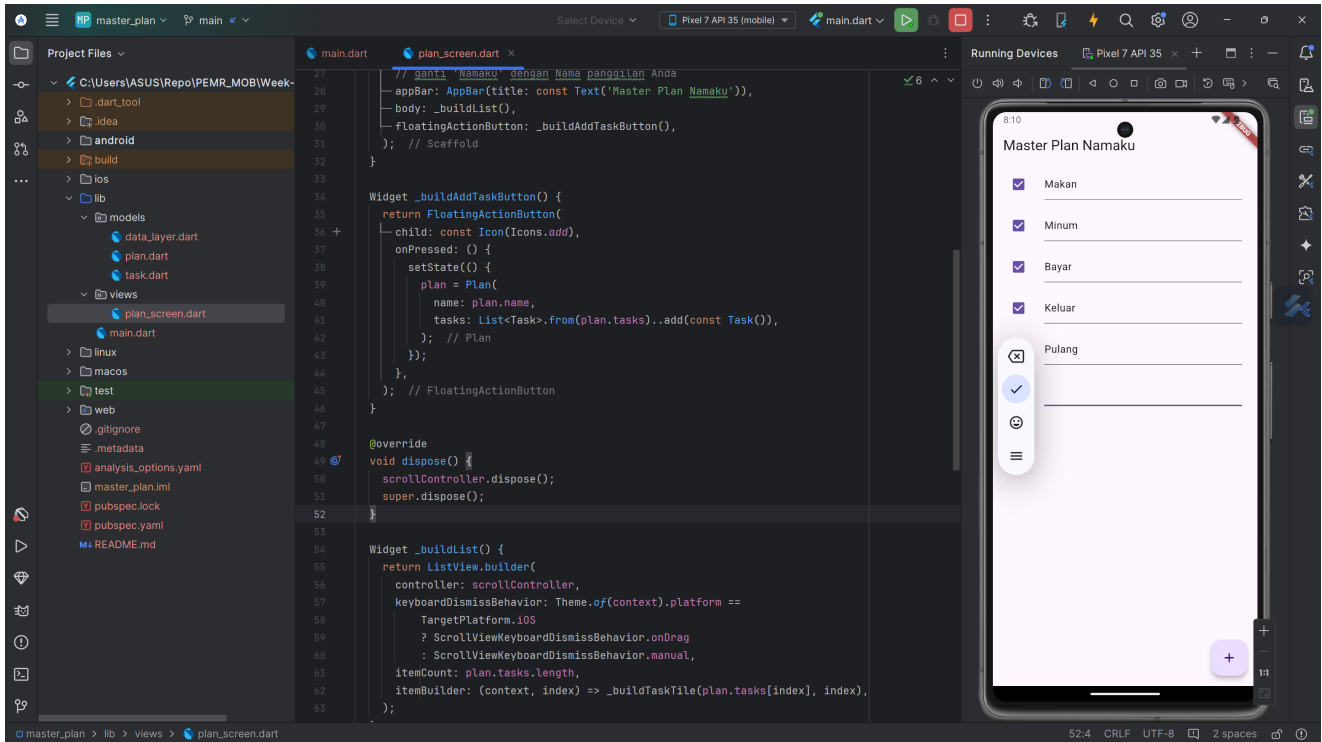 MP master_plan main Select Device Pixel 7 API 35 (mobile) main.dart
Project Files
C:\Users\ASUS\Repo\PEMR_MOB\Week-
.dart_tool
.idea
android
build
ios
lib
models
data_layer.dart
plan.dart
task.dart
views
plan_screen.dart
main.dart
linux
macos
test
web
.gitignore
.metadata
analysis_options.yaml
master_plan.iml
pubspec.lock
pubspec.yaml
README.md
main.dart plan_screen.dart
6
27 // ganti 'Namaku' dengan Nama panggilan Anda
28 appBar: AppBar(title: const Text('Master Plan Namaku')),
29 body: _buildList(),
30 floatingActionButton: _buildAddTaskButton(),
31 ); // Scaffold
32 }
33
34 Widget _buildAddTaskButton() {
35 return FloatingActionButton(
36 child: const Icon(Icons.add),
37 onPressed: () {
38 setState(() {
39 plan = Plan(
40 name: plan.name,
41 tasks: List<Task>.from(plan.tasks)..add(const Task()),
42 ); // Plan
43 });
44 },
45 ); // FloatingActionButton
46 }
47
48 @override
49 void dispose() {
50 scrollController.dispose();
51 super.dispose();
52 }
53
54 Widget _buildList() {
55 return ListView.builder(
56 controller: scrollController,
57 keyboardDismissBehavior: Theme.of(context).platform ==
58 TargetPlatform.iOS
59 ? ScrollViewKeyboardDismissBehavior.onDrag
60 : ScrollViewKeyboardDismissBehavior.manual,
61 itemCount: plan.tasks.length,
62 itemBuilder: (context, index) => _buildTaskTile(plan.tasks[index], index),
63 );
Running Devices Pixel 7 API 35
8:10
Master Plan Namaku
Makan
Minum
Bayar
Keluar
Pulang
1:1
master_plan > lib > views > plan_screen.dart
52:4 CRLF UTF-8 2 spaces